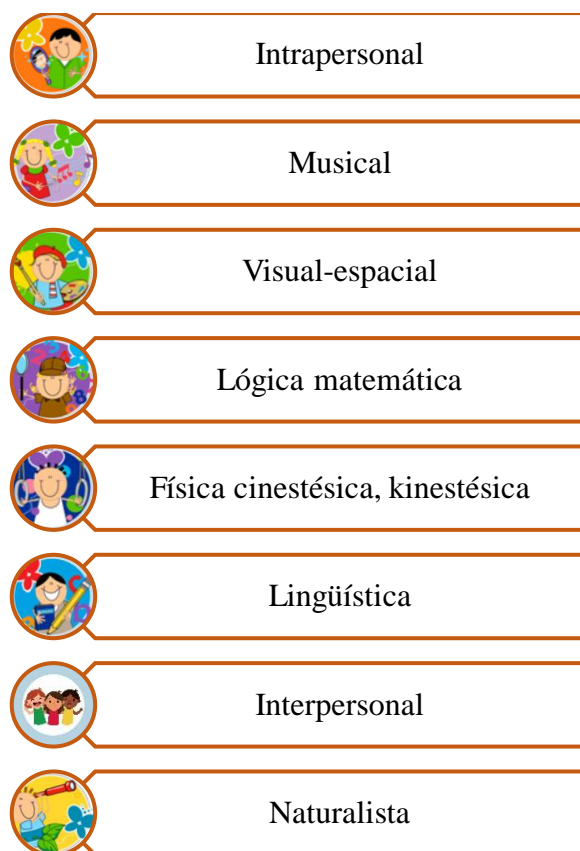 Intrapersonal
Musical
Visual-espacial
Lógica matemática
Física cinestésica, kinestésica
Lingüística
Interpersonal
Naturalista